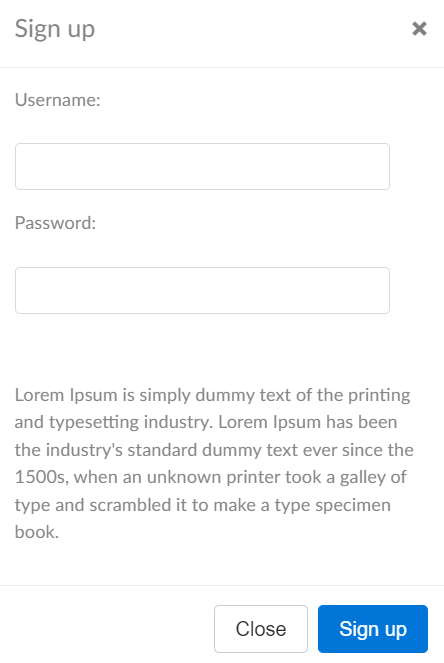 Sign up
Username:
Password:
Lorem Ipsum is simply dummy text of the printing
and typesetting industry. Lorem Ipsum has been
the industry's standard dummy text ever since the
1500s, when an unknown printer took a galley of
type and scrambled it to make a type specimen
book.
Close
Sign up